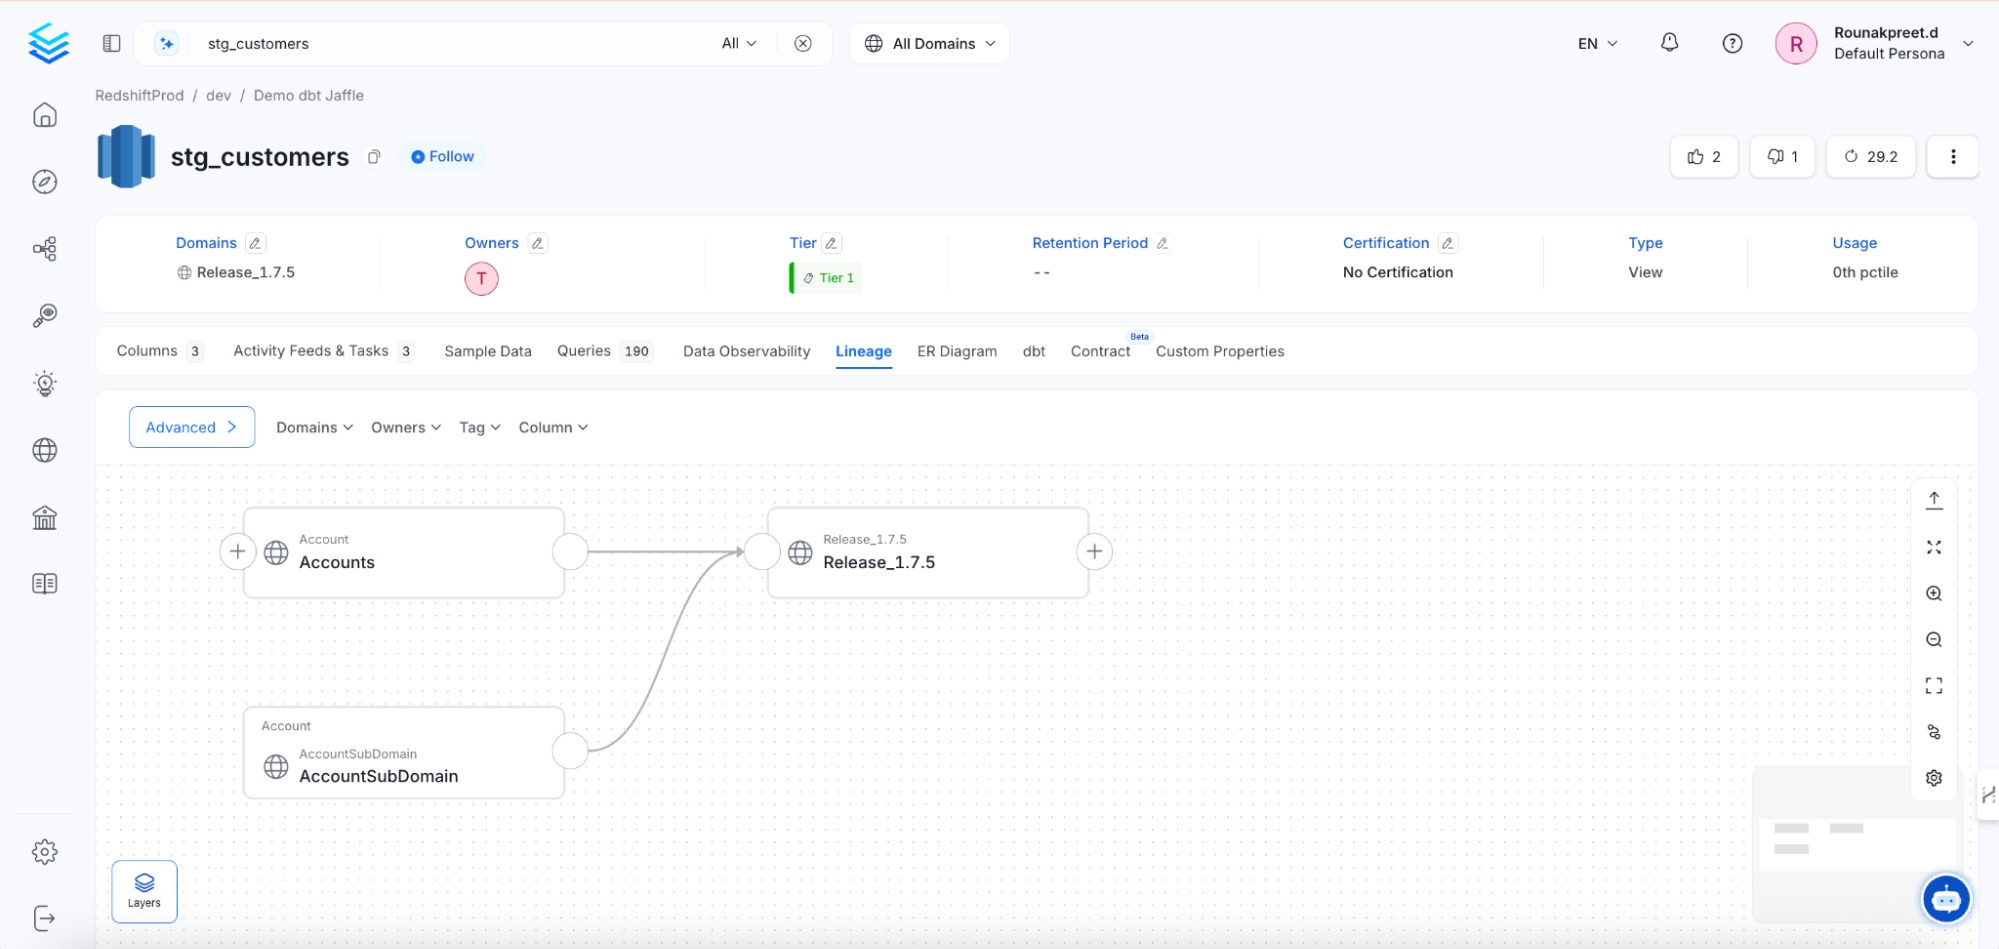 stg_customers
All
All Domains
EN
R
Rounakpreet.d
Default Persona
RedshiftProd / dev / Demo dbt Jaffle
stg_customers
Follow
2
1
29.2
Domains
Release_1.7.5
Owners
T
Tier
Tier 1
Retention Period
--
Certification
No Certification
Type
View
Usage
0th pctile
Columns 3
Activity Feeds & Tasks 3
Sample Data
Queries 190
Data Observability
Lineage
ER Diagram
dbt
Contract
Beta
Custom Properties
Advanced
Domains
Owners
Tag
Column
Account
Accounts
Release_1.7.5
Release_1.7.5
Account
AccountSubDomain
AccountSubDomain
Layers